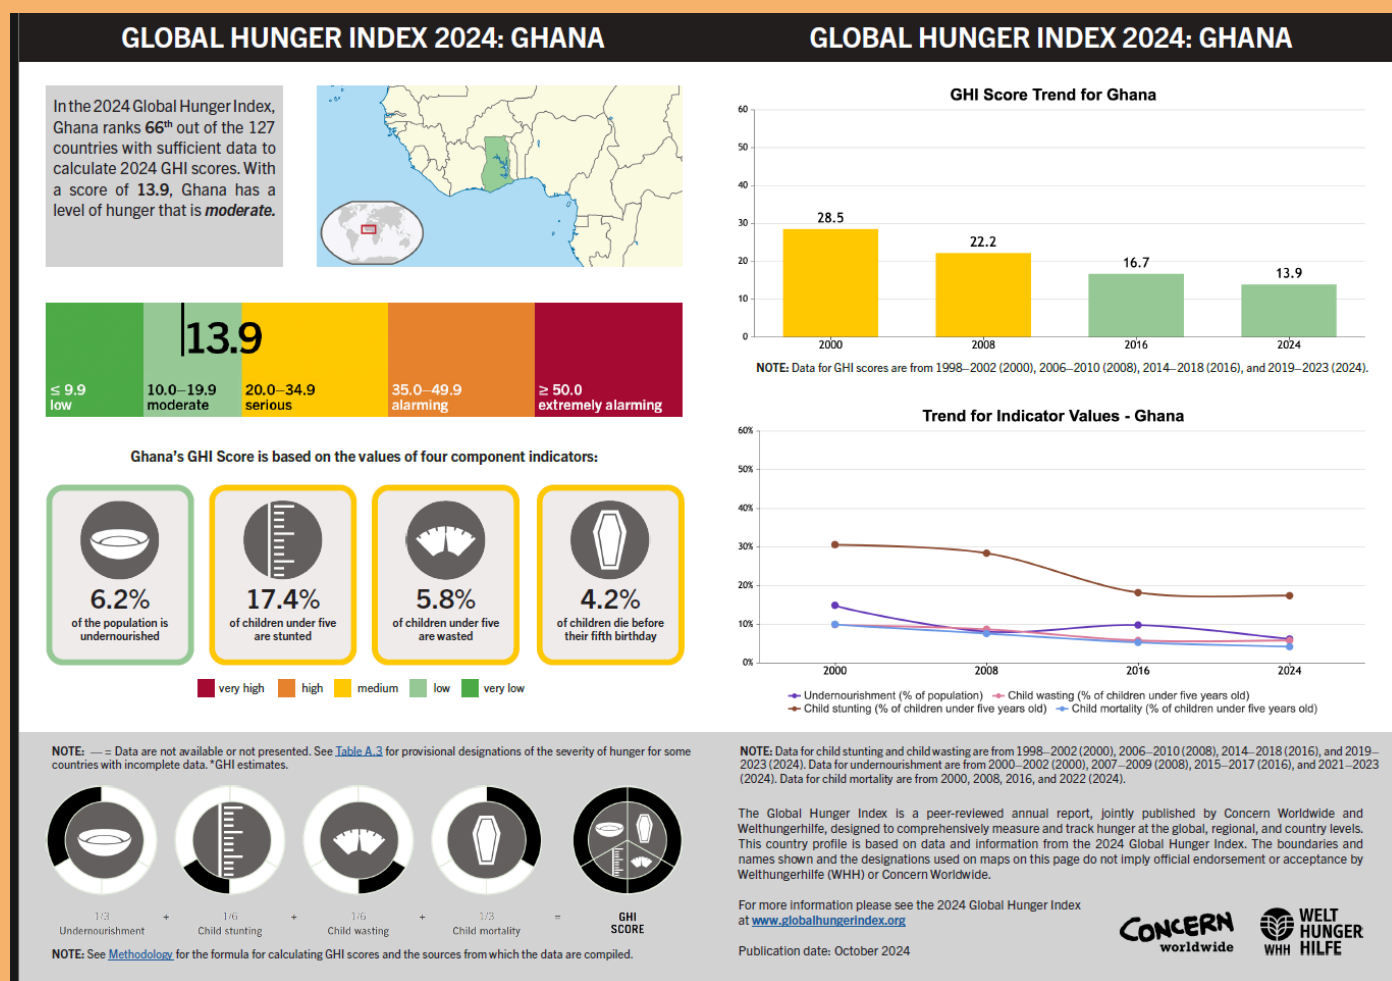 GLOBAL HUNGER INDEX 2024: GHANA
In the 2024 Global Hunger Index,
Ghana ranks 66th out of the 127
countries with sufficient data to
calculate 2024 GHI scores. With
a score of 13.9, Ghana has a
level of hunger that is moderate.
13.9
≤ 9.9
low
10.0–19.9
moderate
20.0–34.9
serious
35.0–49.9
alarming
≥ 50.0
extremely alarming
Ghana's GHI Score is based on the values of four component indicators:
6.2%
of the population is
undernourished
17.4%
of children under five
are stunted
5.8%
of children under five
are wasted
4.2%
of children die before
their fifth birthday
very high high medium low very low
NOTE: — = Data are not available or not presented. See Table A.3 for provisional designations of the severity of hunger for some
countries with incomplete data. *GHI estimates.
1/3 + 1/6 + 1/6 + 1/3 = GHI
Undernourishment Child stunting Child wasting Child mortality SCORE
NOTE: See Methodology for the formula for calculating GHI scores and the sources from which the data are compiled.
GLOBAL HUNGER INDEX 2024: GHANA
GHI Score Trend for Ghana
60
50
40
30
20
10
0
28.5
22.2
16.7
13.9
2000 2008 2016 2024
NOTE: Data for GHI scores are from 1998–2002 (2000), 2006–2010 (2008), 2014–2018 (2016), and 2019–2023 (2024).
Trend for Indicator Values - Ghana
60%
50%
40%
30%
20%
10%
0%
2000 2008 2016 2024
Undernourishment (% of population) Child wasting (% of children under five years old)
Child stunting (% of children under five years old) Child mortality (% of children under five years old)
NOTE: Data for child stunting and child wasting are from 1998–2002 (2000), 2006–2010 (2008), 2014–2018 (2016), and 2019–
2023 (2024). Data for undernourishment are from 2000–2002 (2000), 2007–2009 (2008), 2015–2017 (2016), and 2021–2023
(2024). Data for child mortality are from 2000, 2008, 2016, and 2022 (2024).
The Global Hunger Index is a peer-reviewed annual report, jointly published by Concern Worldwide and
Welthungerhilfe, designed to comprehensively measure and track hunger at the global, regional, and country levels.
This country profile is based on data and information from the 2024 Global Hunger Index. The boundaries and
names shown and the designations used on maps on this page do not imply official endorsement or acceptance by
Welthungerhilfe (WHH) or Concern Worldwide.
For more information please see the 2024 Global Hunger Index
at www.globalhungerindex.org
Publication date: October 2024
CONCERN
worldwide
WHH
WELT
HUNGER
HILFE